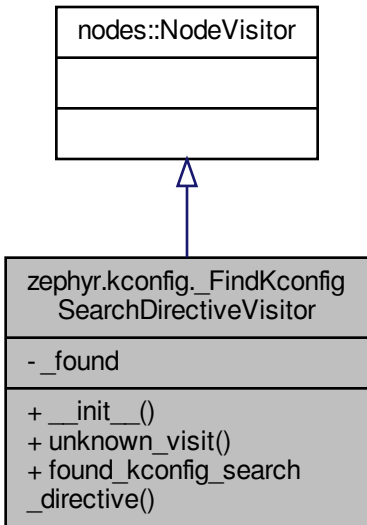 nodes::NodeVisitor
zephyr.kconfig._FindKconfig
SearchDirectiveVisitor
- _found
+ __init__()
+ unknown_visit()
+ found_kconfig_search
_directive()